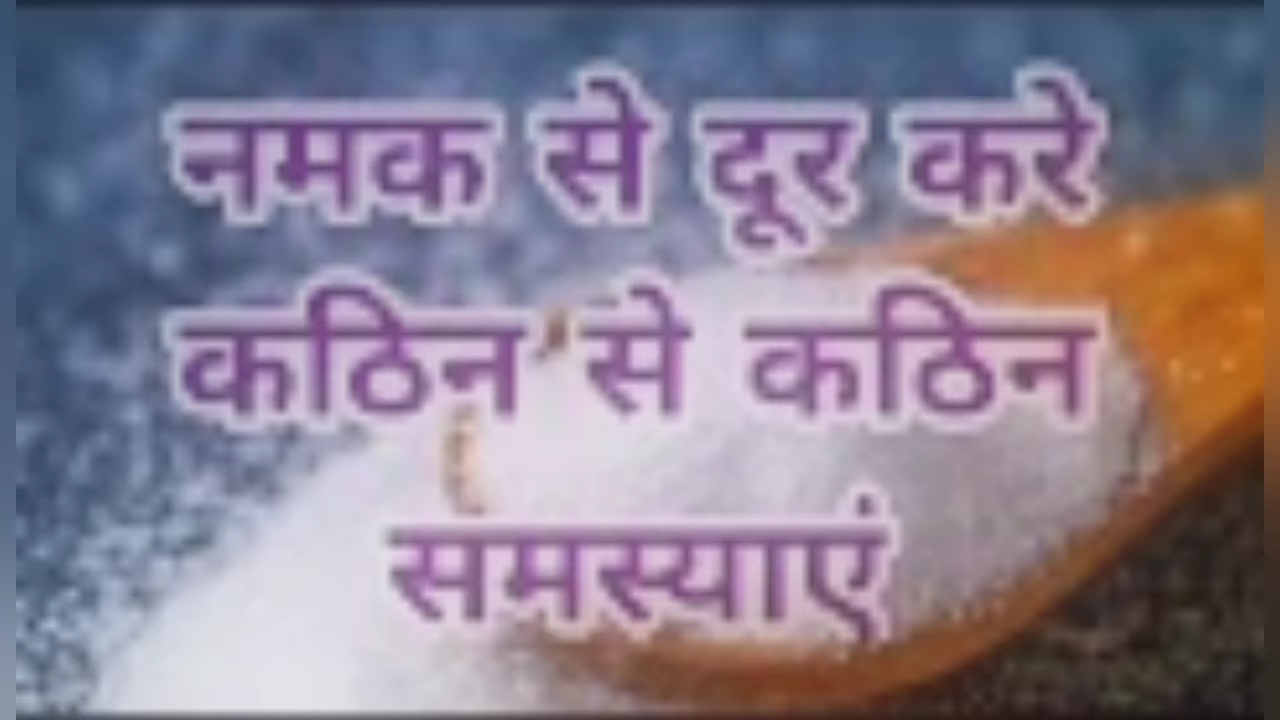 नमक से दूर करे
कठिन से कठिन
समस्याएं